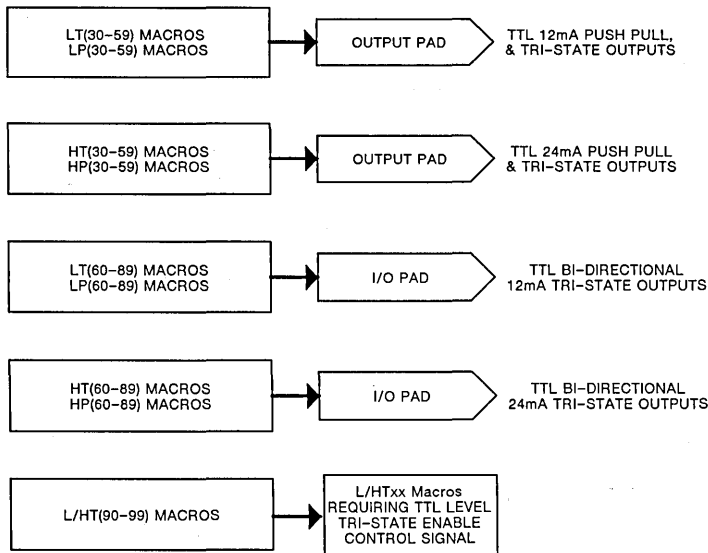 LT(30-59) MACROS
LP(30-59) MACROS
OUTPUT PAD
TTL 12mA PUSH PULL,
& TRI-STATE OUTPUTS
HT(30-59) MACROS
HP(30-59) MACROS
OUTPUT PAD
TTL 24mA PUSH PULL
& TRI-STATE OUTPUTS
LT(60-89) MACROS
LP(60-89) MACROS
I/O PAD
TTL BI-DIRECTIONAL
12mA TRI-STATE OUTPUTS
HT(60-89) MACROS
HP(60-89) MACROS
I/O PAD
TTL BI-DIRECTIONAL
24mA TRI-STATE OUTPUTS
L/HT(90-99) MACROS
L/HTxx Macros
REQUIRING TTL LEVEL
TRI-STATE ENABLE
CONTROL SIGNAL